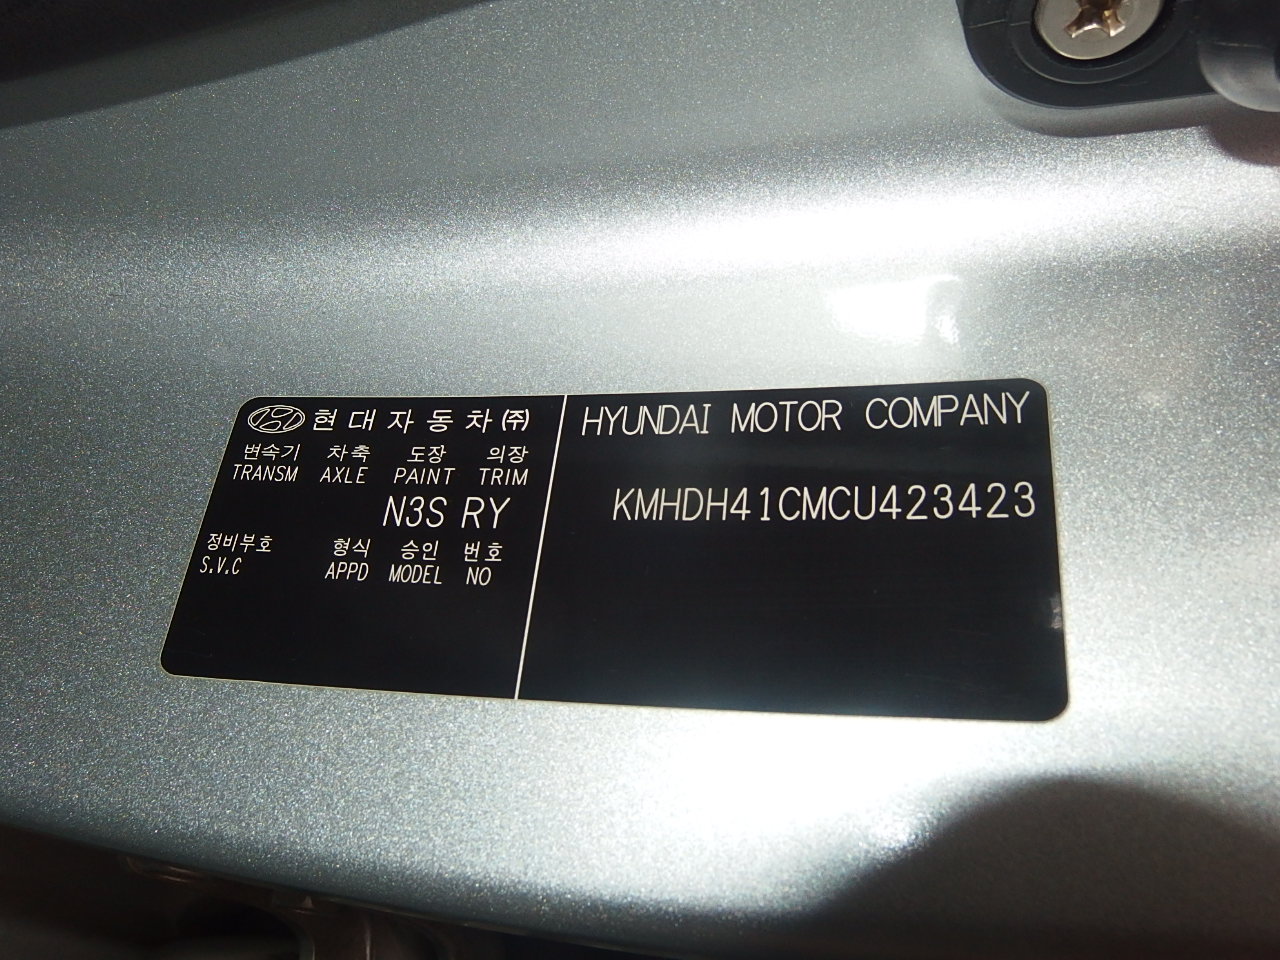 현대자동차(주)
변속기 차축 도장 의장
TRANSM AXLE PAINT TRIM
N3S RY
정비부호 형식 승인 번호
S.V.C APPD MODEL NO
HYUNDAI MOTOR COMPANY
KMHDH41CMCU423423